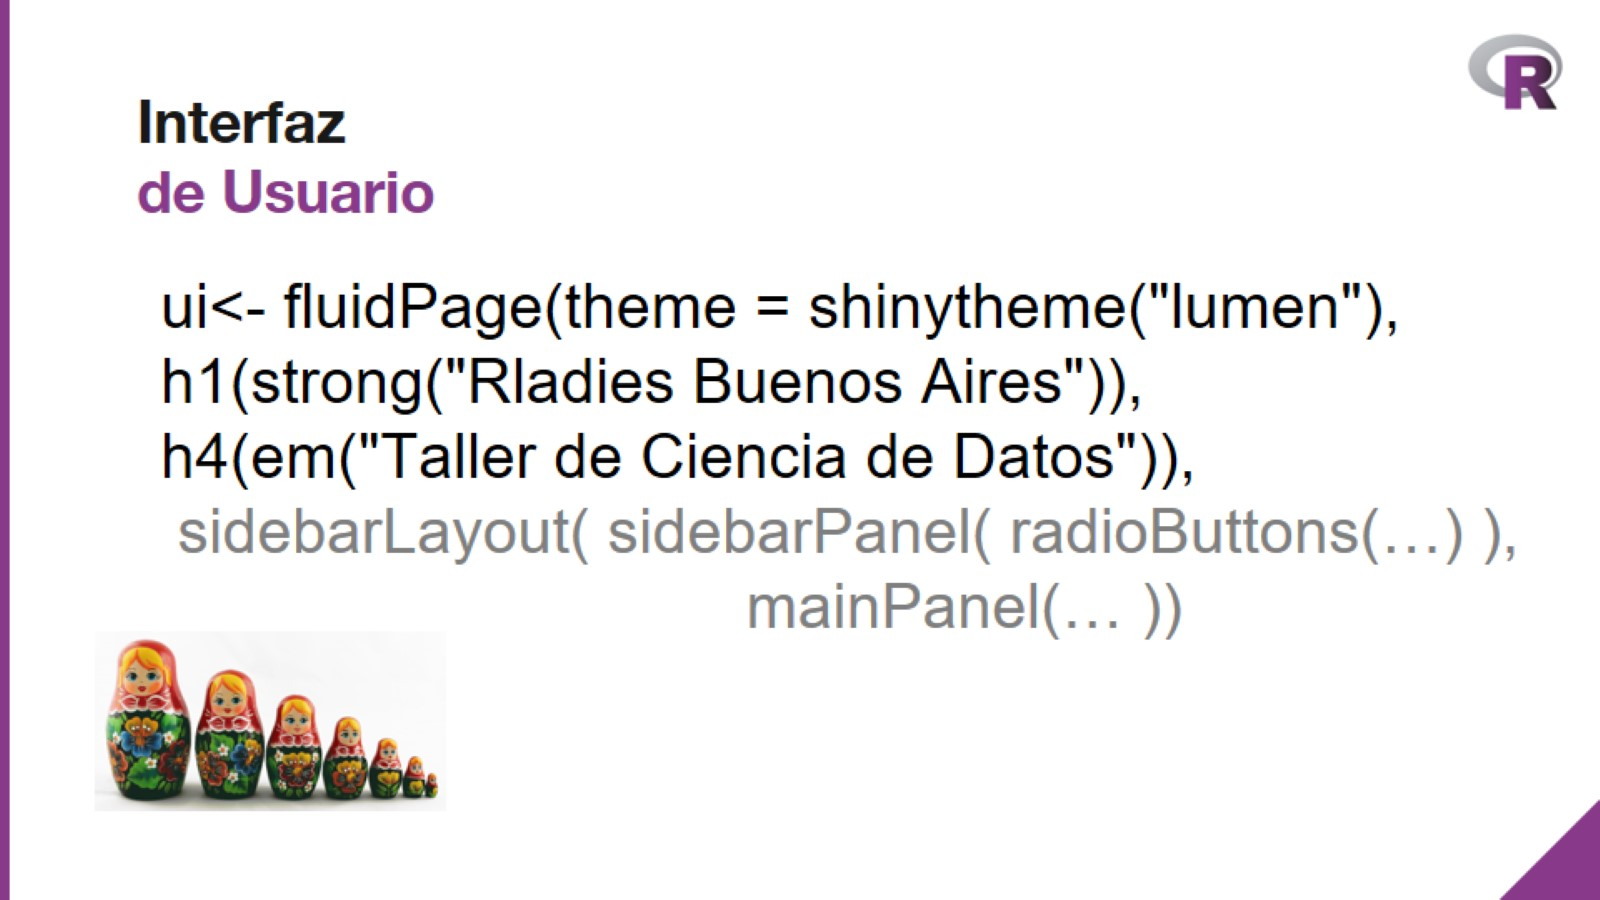 R
Interfaz
de Usuario
ui<- fluidPage(theme = shinytheme("lumen"),
h1(strong("Rladies Buenos Aires")),
h4(em("Taller de Ciencia de Datos")),
sidebarLayout( sidebarPanel( radioButtons(…) ),
mainPanel(… ))